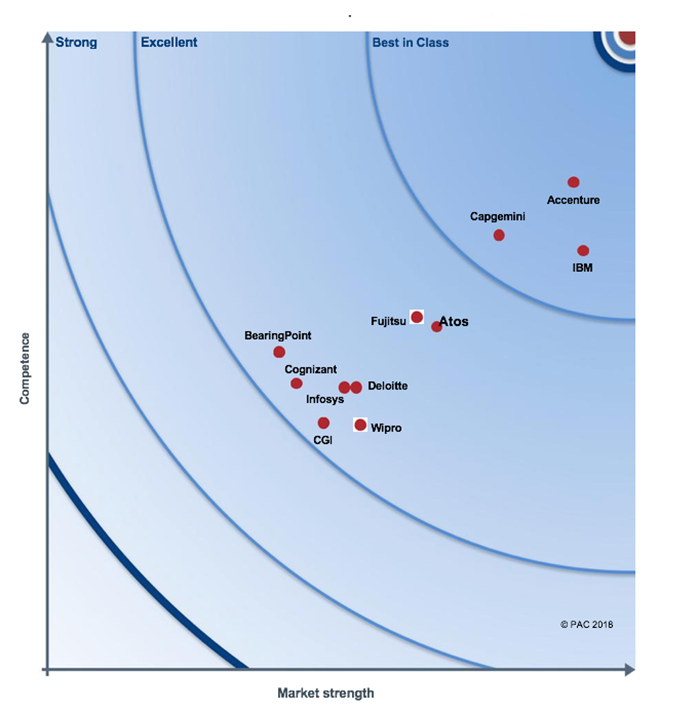 Strong
Excellent
Best in Class
Accenture
Capgemini
IBM
Fujitsu
Atos
BearingPoint
Cognizant
Deloitte
Infosys
Wipro
CGI
Competence
© PAC 2018
Market strength